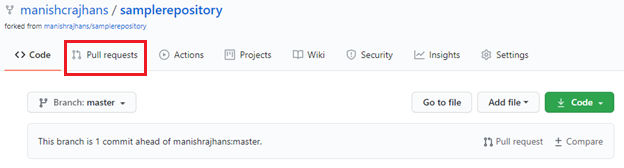 manishcrajhans / samplerepository
forked from manishrajhans/samplerepository
Code Pull requests Actions Projects Wiki Security Insights Settings
Branch: master Go to file Add file Code
This branch is 1 commit ahead of manishrajhans:master. Pull request Compare